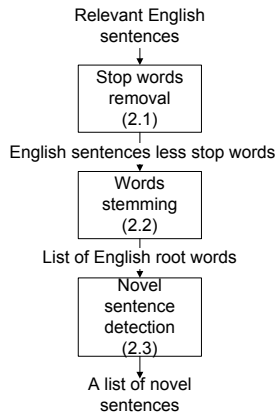 Relevant English
sentences
Stop words
removal
(2.1)
English sentences less stop words
Words
stemming
(2.2)
List of English root words
Novel
sentence
detection
(2.3)
A list of novel
sentences